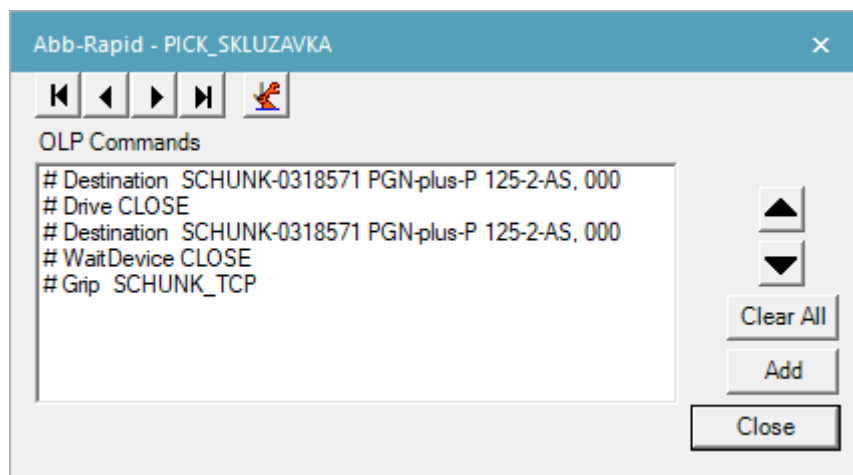 Abb-Rapid - PICK_SKLUZAVKA
OLP Commands
# Destination SCHUNK-0318571 PGN-plus-P 125-2-AS, 000
# Drive CLOSE
# Destination SCHUNK-0318571 PGN-plus-P 125-2-AS, 000
# WaitDevice CLOSE
# Grip SCHUNK_TCP
Clear All
Add
Close